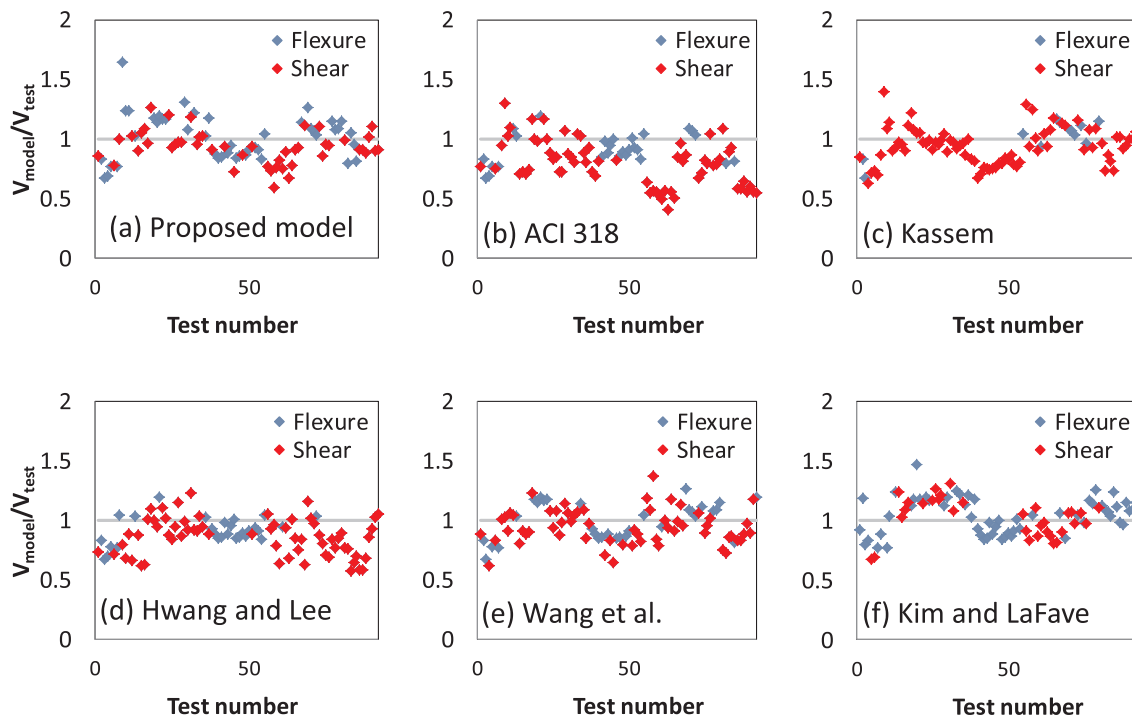 2
2
2
Flexure
Flexure
Flexure
Shear
Shear
Shear
1.5
1.5
1.5
V_model/V_test
1
1
1
0.5
0.5
0.5
(a) Proposed model
(b) ACI 318
(c) Kassem
0
0
0
0
50
0
50
0
50
Test number
Test number
Test number
2
2
2
Flexure
Flexure
Flexure
Shear
Shear
Shear
1.5
1.5
1.5
V_model/V_test
1
1
1
0.5
0.5
0.5
(d) Hwang and Lee
(e) Wang et al.
(f) Kim and LaFave
0
0
0
0
50
0
50
0
50
Test number
Test number
Test number